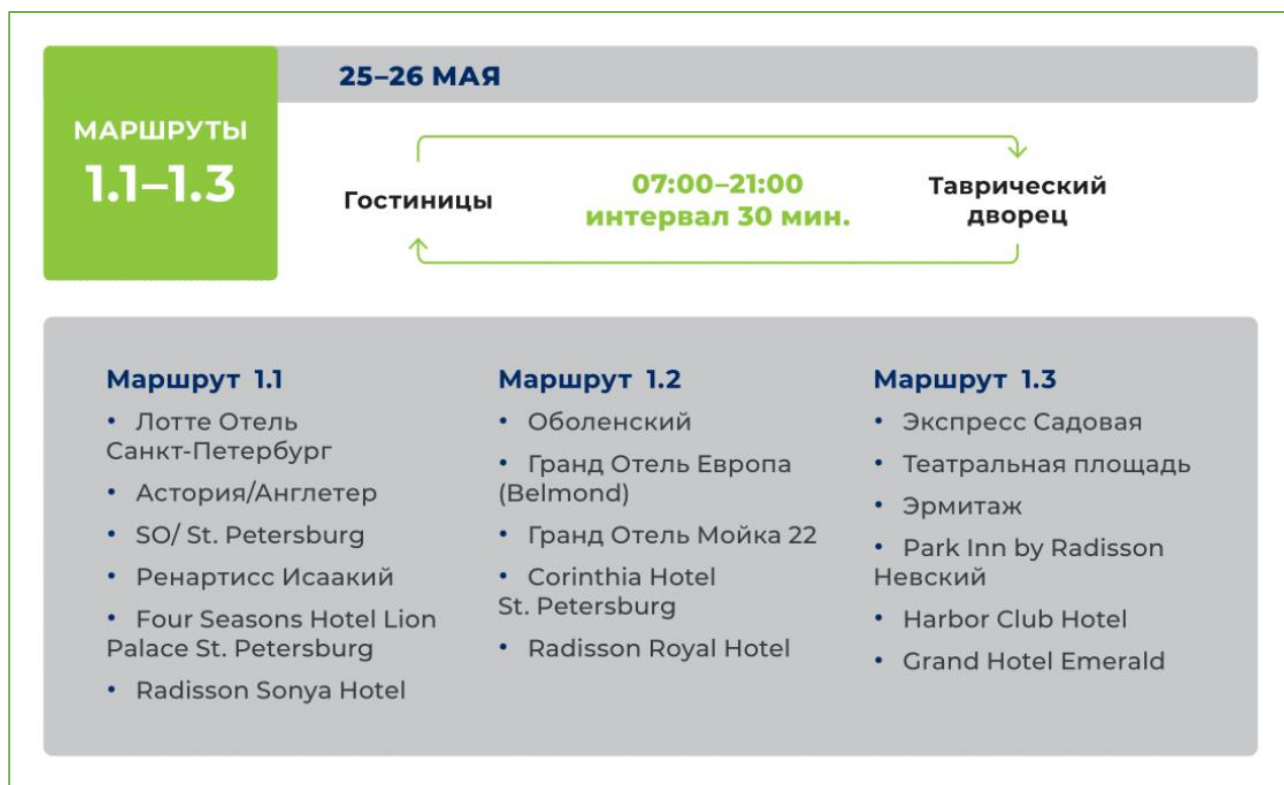 МАРШРУТЫ
1.1–1.3
25–26 МАЯ
Гостиницы
07:00–21:00
интервал 30 мин.
Таврический
дворец
Маршрут 1.1
• Лотте Отель
Санкт-Петербург
• Астория/Англетер
• SO/ St. Petersburg
• Ренартисс Исаакий
• Four Seasons Hotel Lion
Palace St. Petersburg
• Radisson Sonya Hotel
Маршрут 1.2
• Оболенский
• Гранд Отель Европа
(Belmond)
• Гранд Отель Мойка 22
• Corinthia Hotel
St. Petersburg
• Radisson Royal Hotel
Маршрут 1.3
• Экспресс Садовая
• Театральная площадь
• Эрмитаж
• Park Inn by Radisson
Невский
• Harbor Club Hotel
• Grand Hotel Emerald